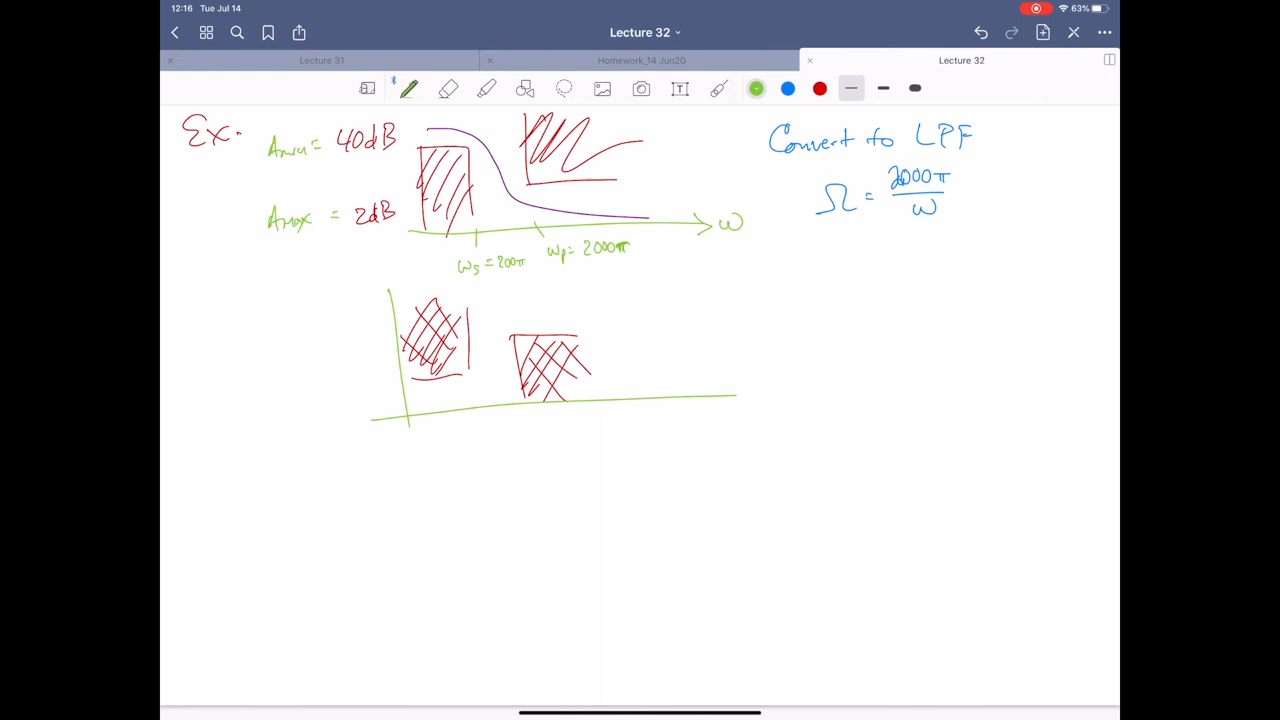 12:16 Tue Jul 14
63%
Lecture 32
Lecture 31
Homework_14 Jun20
Lecture 32
Ex.
Amin = 40dB
Amax = 2dB
ω
ωs = 200π
ωp = 2000π
Convert to LPF
Ω = 2000π / ω